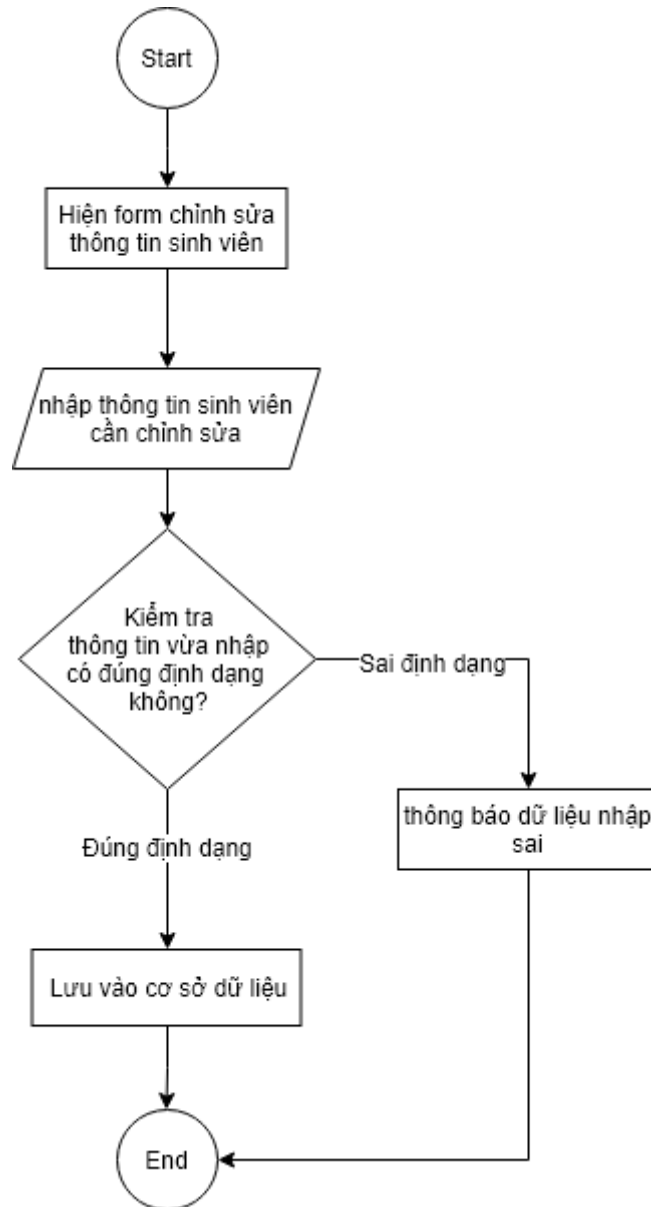 Start
Hiện form chỉnh sửa
thông tin sinh viên
nhập thông tin sinh viên
cần chỉnh sửa
Kiểm tra
thông tin vừa nhập
có đúng định dạng
không?
Sai định dạng
thông báo dữ liệu nhập
sai
Đúng định dạng
Lưu vào cơ sở dữ liệu
End